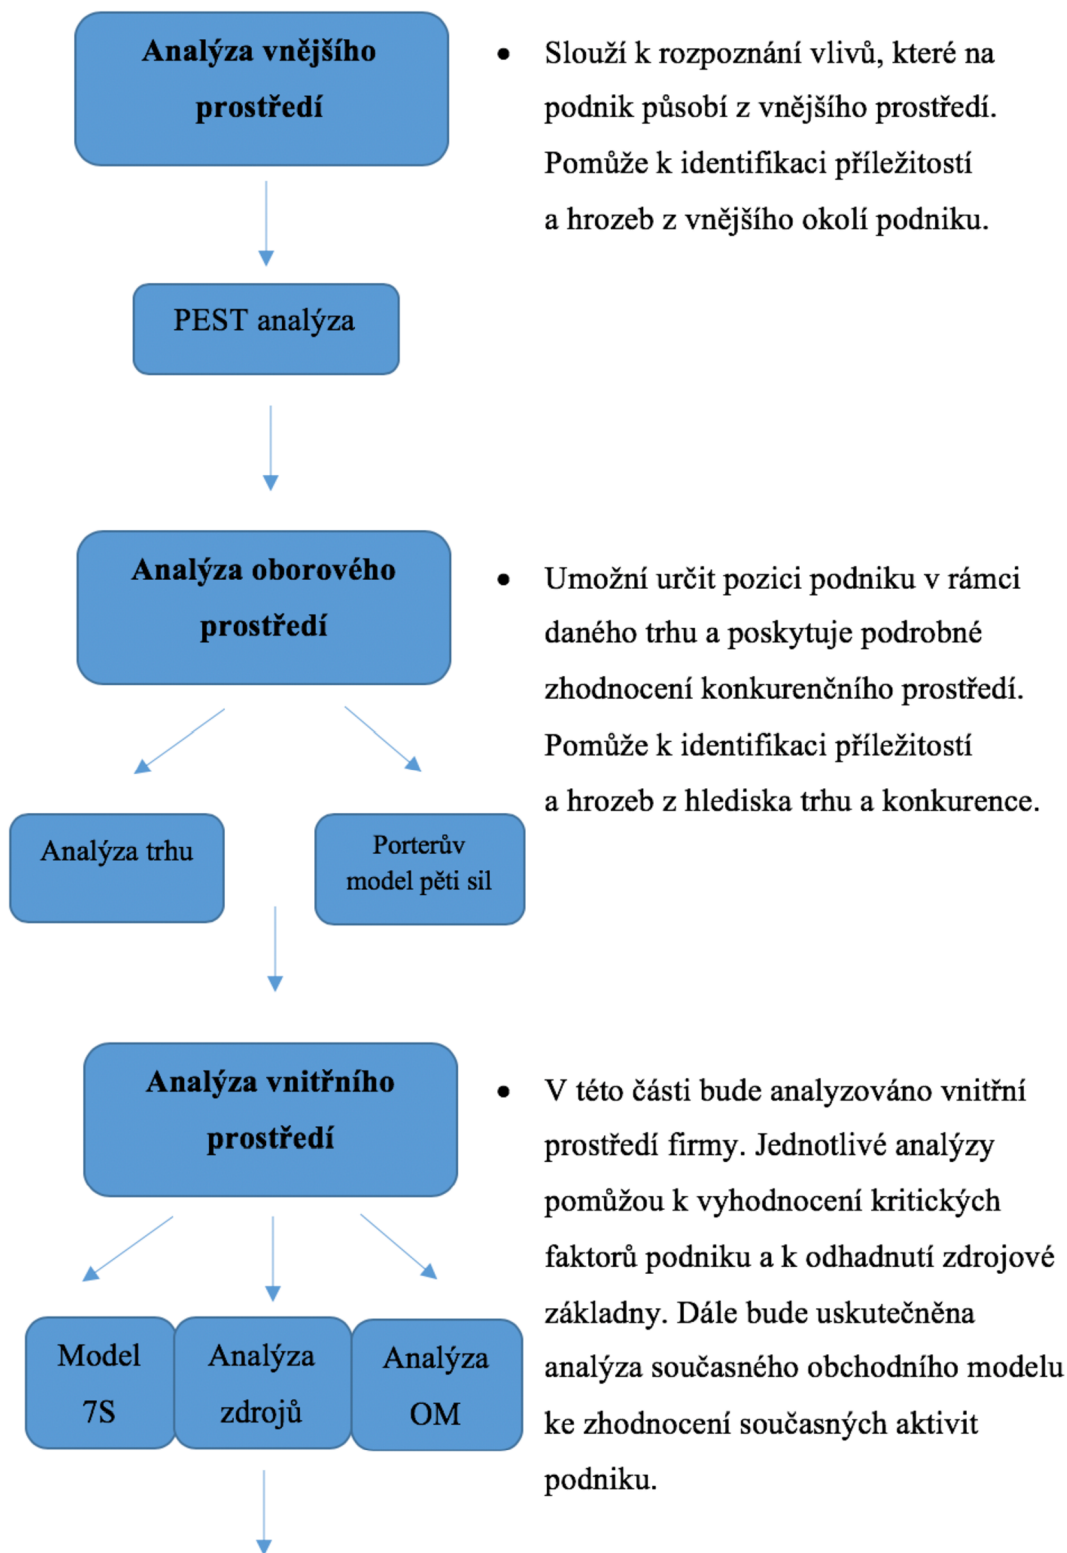 Analýza vnějšího
prostředí
• Slouží k rozpoznání vlivů, které na
podnik působí z vnějšího prostředí.
Pomůže k identifikaci příležitostí
a hrozeb z vnějšího okolí podniku.
PEST analýza
Analýza oborového
prostředí
• Umožní určit pozici podniku v rámci
daného trhu a poskytuje podrobné
zhodnocení konkurenčního prostředí.
Pomůže k identifikaci příležitostí
a hrozeb z hlediska trhu a konkurence.
Analýza trhu
Porterův
model pěti sil
Analýza vnitřního
prostředí
• V této části bude analyzováno vnitřní
prostředí firmy. Jednotlivé analýzy
pomůžou k vyhodnocení kritických
faktorů podniku a k odhadnutí zdrojové
základny. Dále bude uskutečněna
analýza současného obchodního modelu
ke zhodnocení současných aktivit
podniku.
Model
7S
Analýza
zdrojů
Analýza
OM